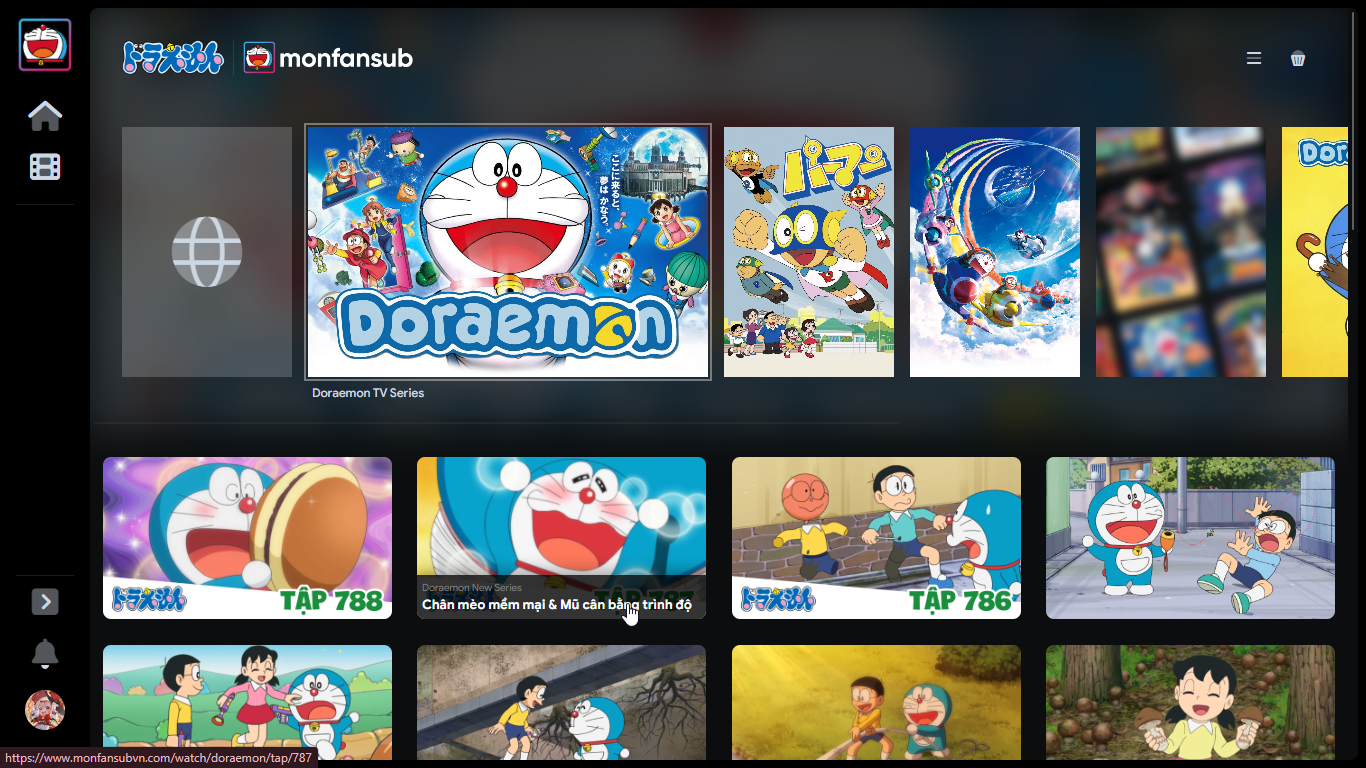 ドラえもん
monfansub
ここに来ると、
夢はかなう。
DORAEMON
パーマン
Doraemon TV Series
ドラえもん
TẬP 788
Doraemon New Series
Chân mèo mềm mại & Mũ cân bằng trình độ
ドラえもん
TẬP 786
https://www.monfansubvn.com/watch/doraemon/tap/787